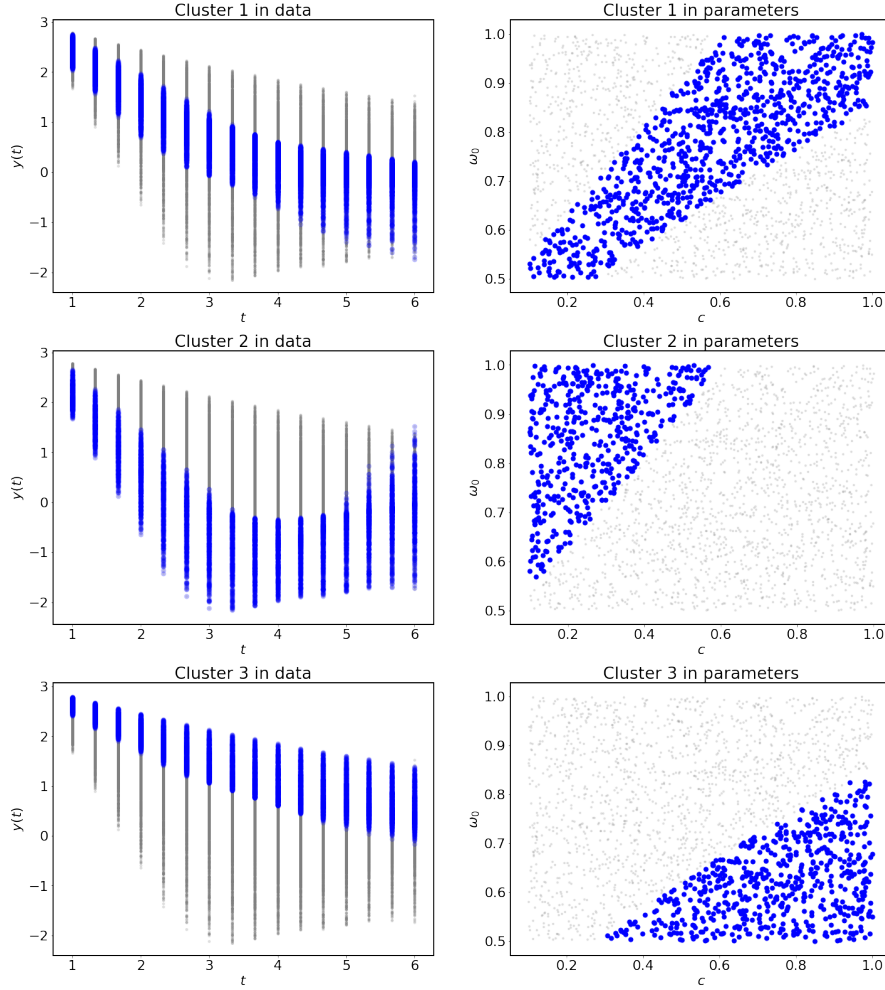 Cluster 1 in data
3
2
1
0
−1
−2
y(t)
1 2 3 4 5 6
t
Cluster 1 in parameters
1.0
0.9
0.8
0.7
0.6
0.5
ω0
0.2 0.4 0.6 0.8 1.0
c
Cluster 2 in data
3
2
1
0
−1
−2
y(t)
1 2 3 4 5 6
t
Cluster 2 in parameters
1.0
0.9
0.8
0.7
0.6
0.5
ω0
0.2 0.4 0.6 0.8 1.0
c
Cluster 3 in data
3
2
1
0
−1
−2
y(t)
1 2 3 4 5 6
t
Cluster 3 in parameters
1.0
0.9
0.8
0.7
0.6
0.5
ω0
0.2 0.4 0.6 0.8 1.0
c